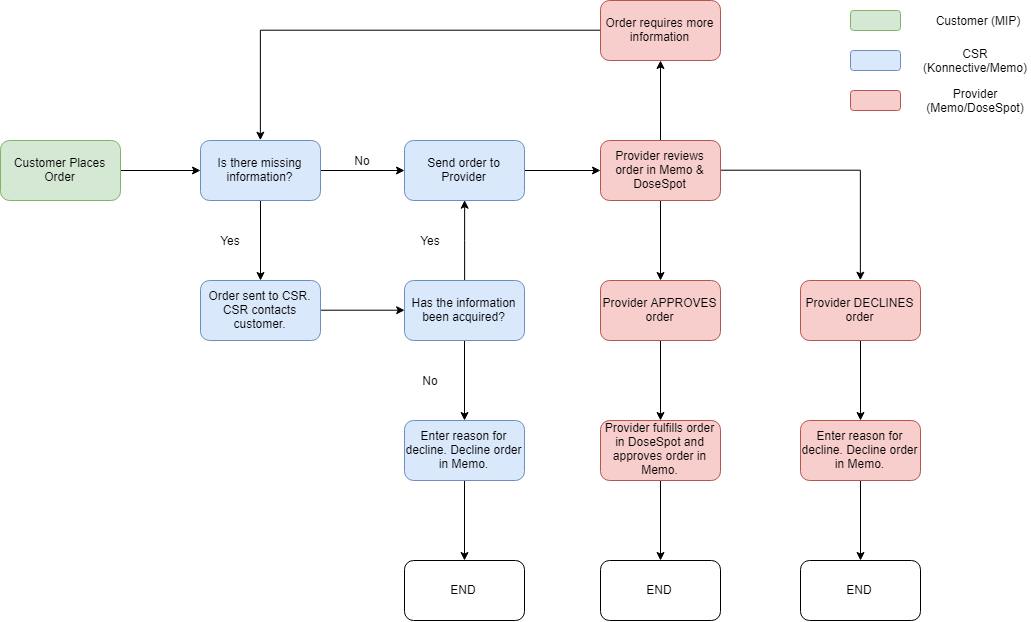 Order requires more
information
Customer (MIP)
CSR
(Konnective/Memo)
Provider
(Memo/DoseSpot)
Customer Places
Order
Is there missing
information?
No
Send order to
Provider
Provider reviews
order in Memo &
DoseSpot
Yes
Yes
Order sent to CSR.
CSR contacts
customer.
Has the information
been acquired?
Provider APPROVES
order
Provider DECLINES
order
No
Enter reason for
decline. Decline order
in Memo.
Provider fulfills order
in DoseSpot and
approves order in
Memo.
Enter reason for
decline. Decline order
in Memo.
END
END
END